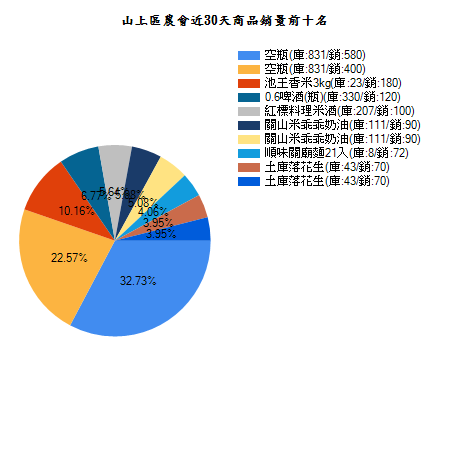 山上區農會近30天商品銷量前十名
空瓶(庫:831/銷:580)
空瓶(庫:831/銷:400)
池王香米3kg(庫:23/銷:180)
0.6啤酒(瓶)(庫:330/銷:120)
紅標料理米酒(庫:207/銷:100)
關山米乖乖奶油(庫:111/銷:90)
關山米乖乖奶油(庫:111/銷:90)
順味關廟麵21入(庫:8/銷:72)
土庫落花生(庫:43/銷:70)
土庫落花生(庫:43/銷:70)
5.64%
5.08%
6.77%
5.08%
4.06%
10.16%
3.95%
3.95%
22.57%
32.73%